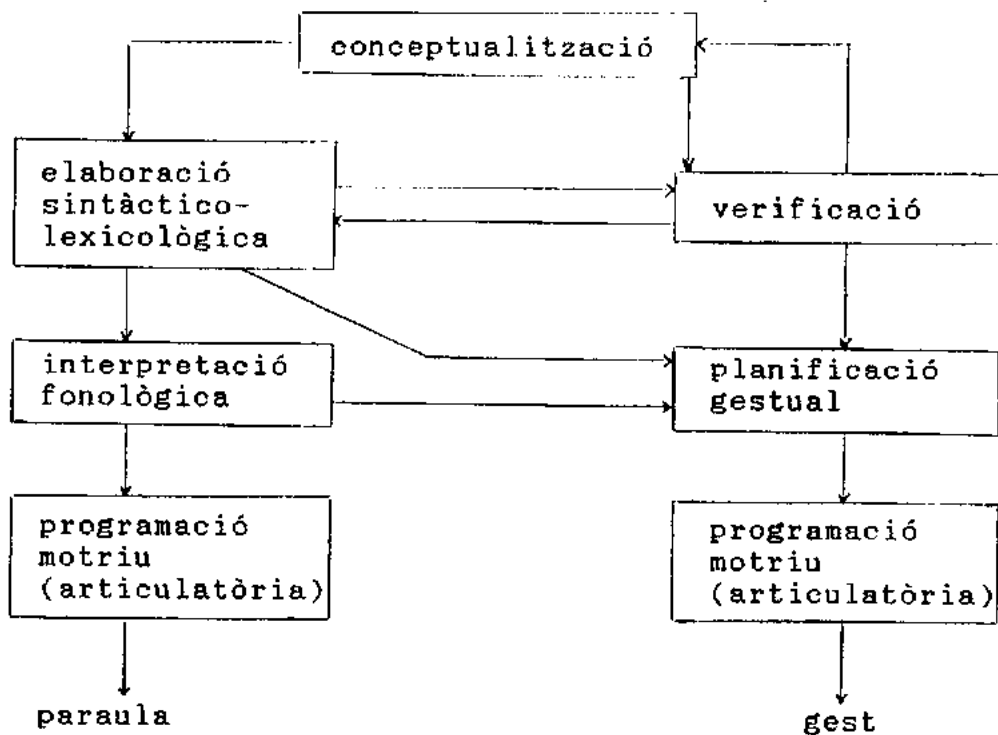 conceptualització
elaboració
sintàctico-
lexicològica
verificació
interpretació
fonològica
planificació
gestual
programació
motriu
(articulatòria)
programació
motriu
(articulatòria)
paraula
gest